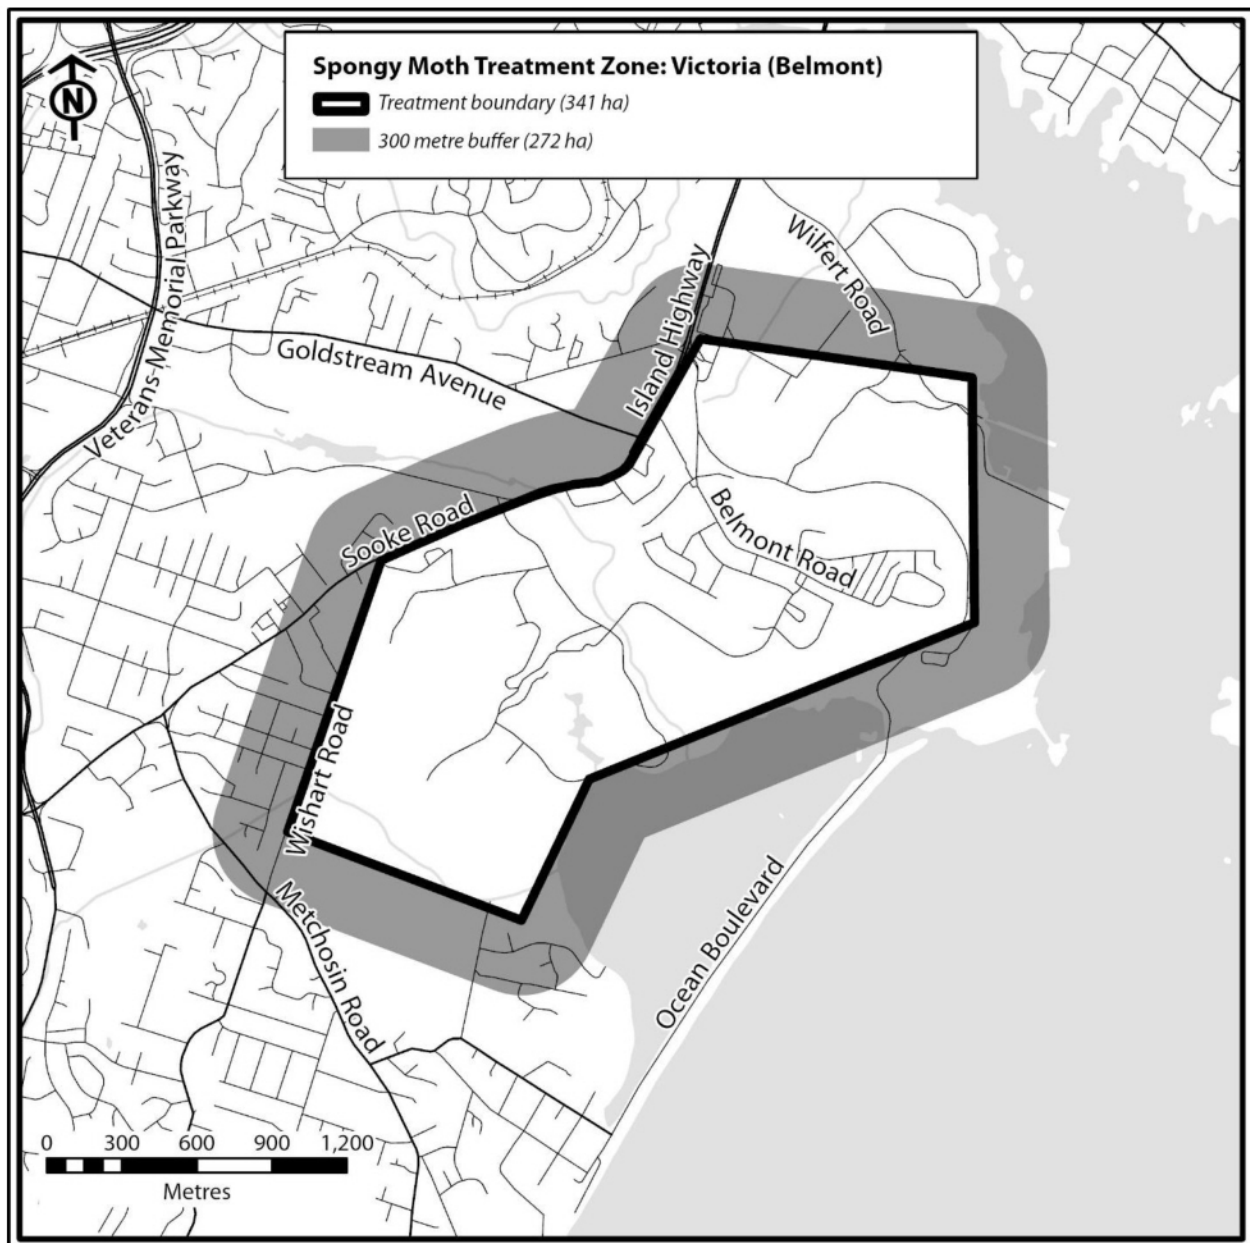 Spongy Moth Treatment Zone: Victoria (Belmont)
Treatment boundary (341 ha)
300 metre buffer (272 ha)
N
Veterans Memorial Parkway
Goldstream Avenue
Island Highway
Wilfert Road
Sooke Road
Belmont Road
Wishart Road
Metchosin Road
Ocean Boulevard
0 300 600 900 1,200
Metres